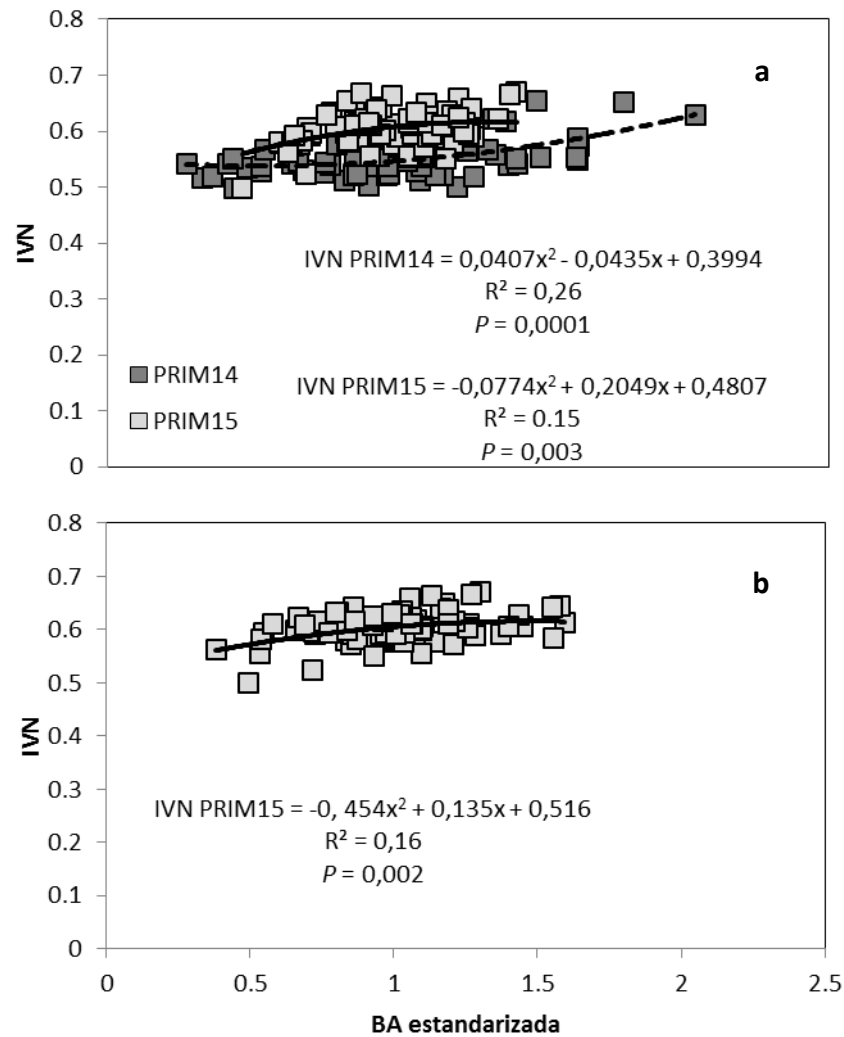 0.8
0.7
0.6
0.5
0.4
0.3
0.2
0.1
0
IVN
a
IVN PRIM14 = 0,0407x² - 0,0435x + 0,3994
R² = 0,26
P = 0,0001
PRIM14
PRIM15
IVN PRIM15 = -0,0774x² + 0,2049x + 0,4807
R² = 0.15
P = 0,003
0.8
0.7
0.6
0.5
0.4
0.3
0.2
0.1
0
IVN
b
IVN PRIM15 = -0, 454x² + 0,135x + 0,516
R² = 0,16
P = 0,002
0 0.5 1 1.5 2 2.5
BA estandarizada